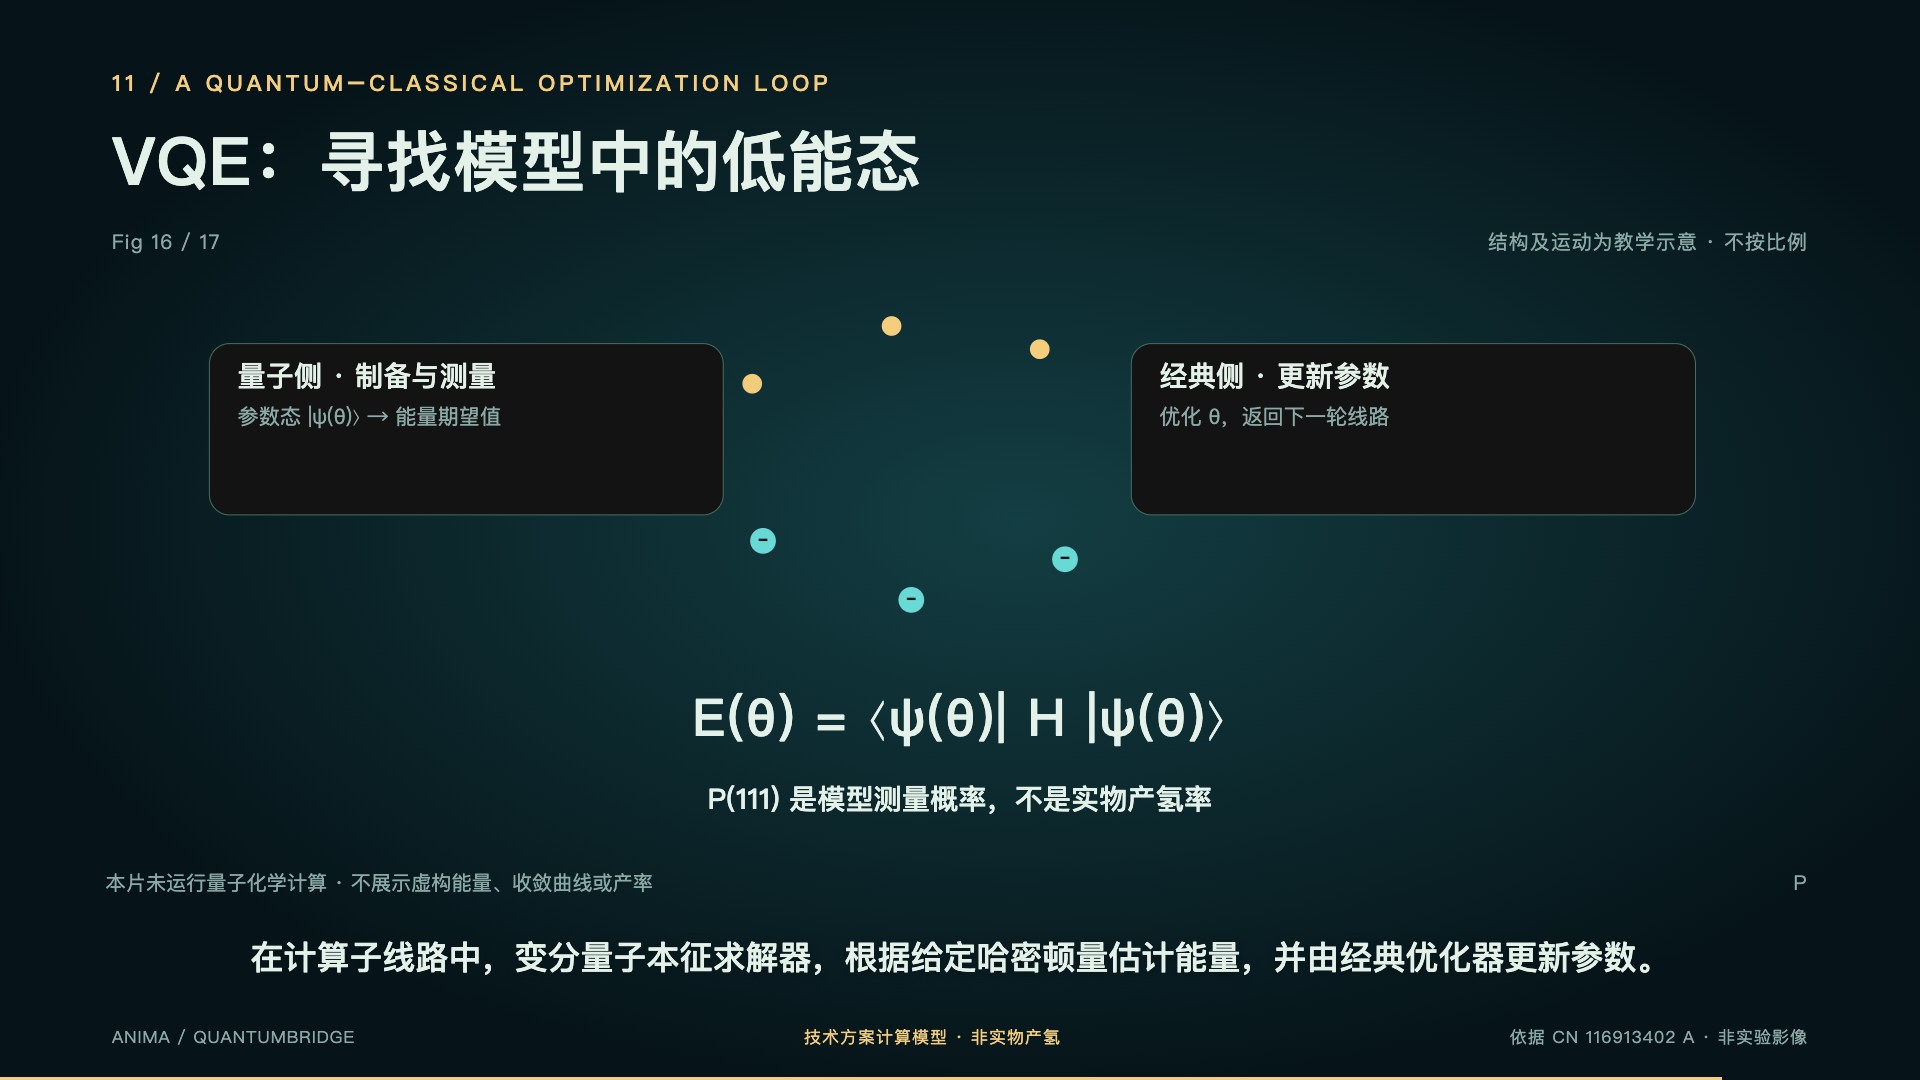 11 / A QUANTUM—CLASSICAL OPTIMIZATION LOOP
VQE：寻找模型中的低能态
Fig 16 / 17
结构及运动为教学示意 · 不按比例
量子侧 · 制备与测量
参数态 |ψ(θ)⟩ → 能量期望值
经典侧 · 更新参数
优化 θ，返回下一轮线路
-
-
-
E(θ) = ⟨ψ(θ)| H |ψ(θ)⟩
P(111) 是模型测量概率，不是实物产氢率
本片未运行量子化学计算 · 不展示虚构能量、收敛曲线或产率
P
在计算子线路中，变分量子本征求解器，根据给定哈密顿量估计能量，并由经典优化器更新参数。
ANIMA / QUANTUMBRIDGE
技术方案计算模型 · 非实物产氢
依据 CN 116913402 A · 非实验影像